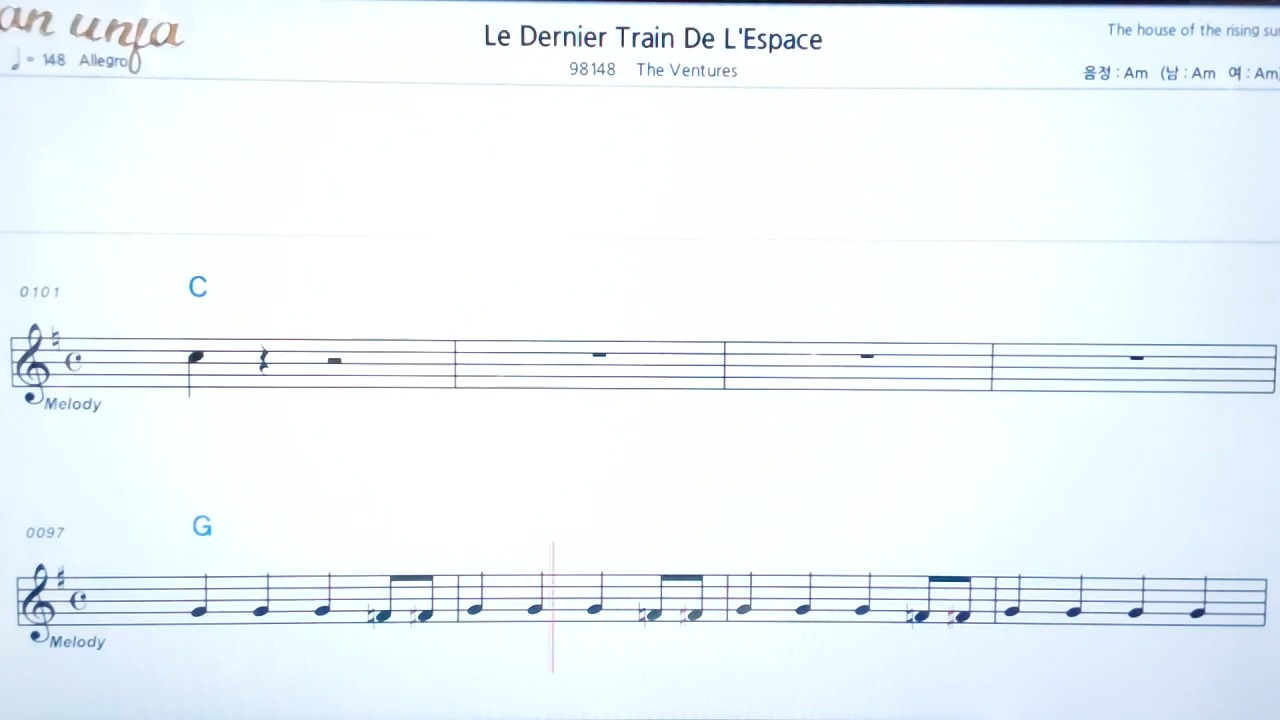 an unja
Le Dernier Train De L'Espace
The house of the rising su
♩ = 148 Allegro
98148 The Ventures
음정 : Am (남 : Am 여 : Am)
0101
C
Melody
0097
G
Melody